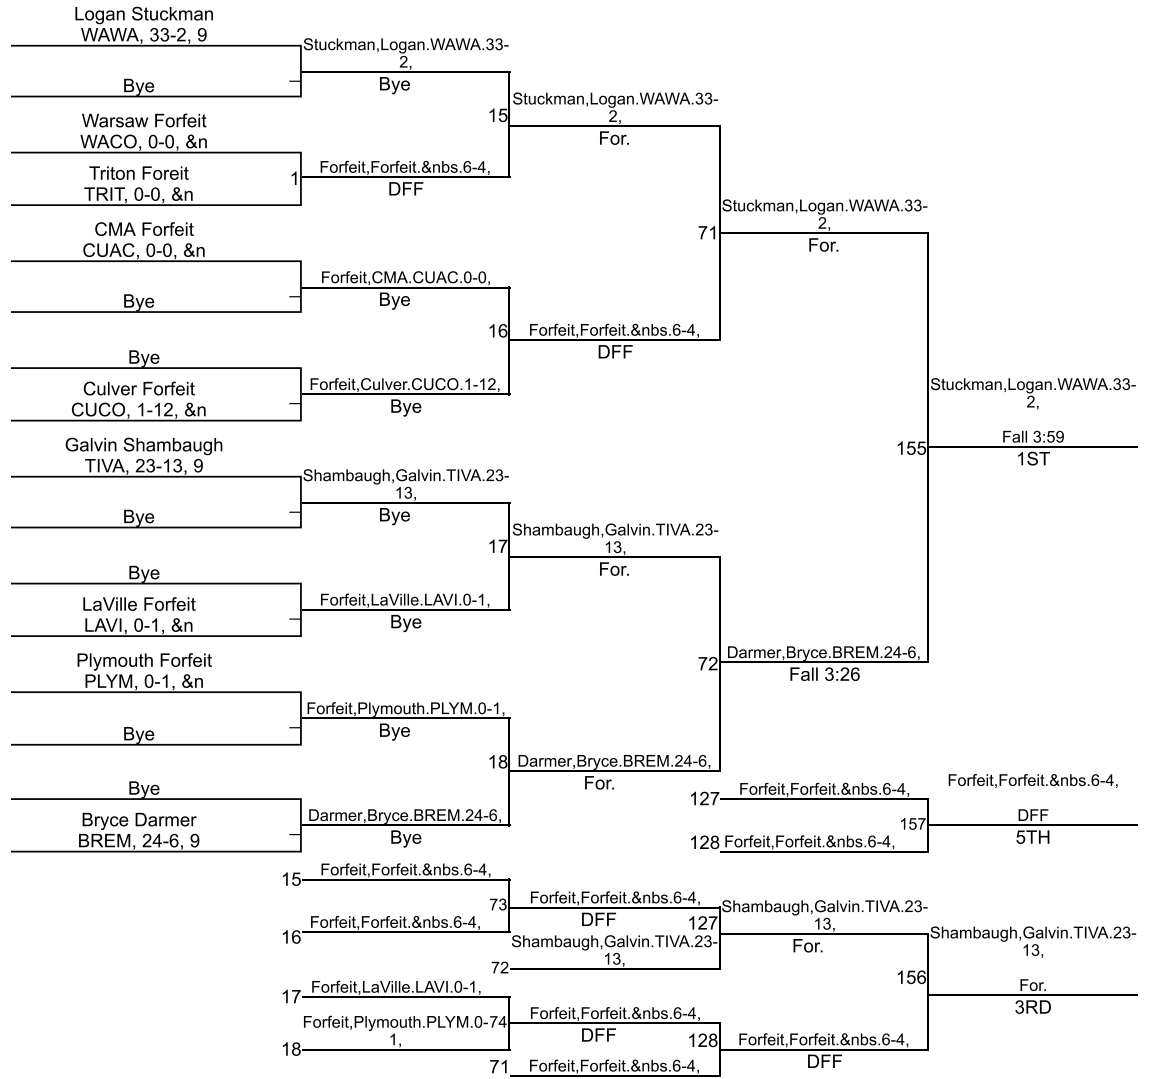 Logan Stuckman
WAWA, 33-2, 9
Bye
Warsaw Forfeit
WACO, 0-0, &n
Triton Foreit
TRIT, 0-0, &n
1
CMA Forfeit
CUAC, 0-0, &n
Bye
Bye
Culver Forfeit
CUCO, 1-12, &n
Galvin Shambaugh
TIVA, 23-13, 9
Bye
Bye
LaVille Forfeit
LAVI, 0-1, &n
Plymouth Forfeit
PLYM, 0-1, &n
Bye
Bye
Bryce Darmer
BREM, 24-6, 9
Stuckman,Logan.WAWA.33-
2,
Bye
15
Forfeit,Forfeit.&nbs.6-4,
DFF
Forfeit,CMA.CUAC.0-0,
Bye
16
Forfeit,Culver.CUCO.1-12,
Bye
Shambaugh,Galvin.TIVA.23-
13,
Bye
17
Forfeit,LaVille.LAVI.0-1,
Bye
Forfeit,Plymouth.PLYM.0-1,
Bye
18
Darmer,Bryce.BREM.24-6,
Bye
Stuckman,Logan.WAWA.33-
2,
For.
71
Forfeit,Forfeit.&nbs.6-4,
DFF
Shambaugh,Galvin.TIVA.23-
13,
For.
72
Darmer,Bryce.BREM.24-6,
For.
Stuckman,Logan.WAWA.33-
2,
For.
155
Darmer,Bryce.BREM.24-6,
Fall 3:26
Stuckman,Logan.WAWA.33-
2,
Fall 3:59
1ST
127
Forfeit,Forfeit.&nbs.6-4,
128
Forfeit,Forfeit.&nbs.6-4,
157
Forfeit,Forfeit.&nbs.6-4,
DFF
5TH
15
Forfeit,Forfeit.&nbs.6-4,
16
Forfeit,Forfeit.&nbs.6-4,
73
Forfeit,Forfeit.&nbs.6-4,
DFF
72
Shambaugh,Galvin.TIVA.23-
13,
127
Shambaugh,Galvin.TIVA.23-
13,
For.
17
Forfeit,LaVille.LAVI.0-1,
18
Forfeit,Plymouth.PLYM.0-
1,
74
Forfeit,Forfeit.&nbs.6-4,
DFF
71
Forfeit,Forfeit.&nbs.6-4,
128
Forfeit,Forfeit.&nbs.6-4,
DFF
156
Shambaugh,Galvin.TIVA.23-
13,
For.
3RD